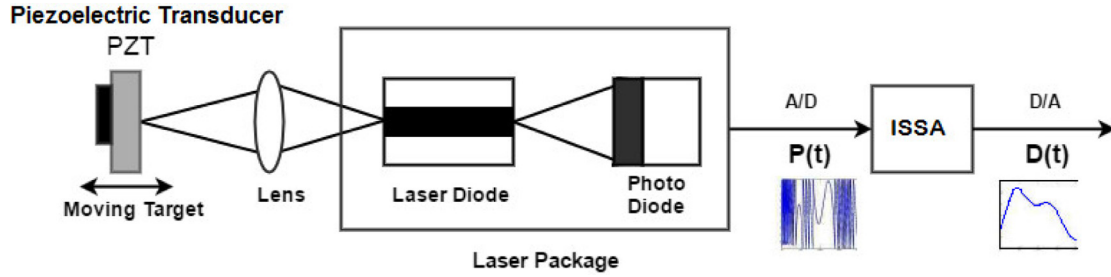 Piezoelectric Transducer
PZT
Moving Target
Lens
Laser Diode
Photo
Diode
Laser Package
A/D
P(t)
ISSA
D/A
D(t)